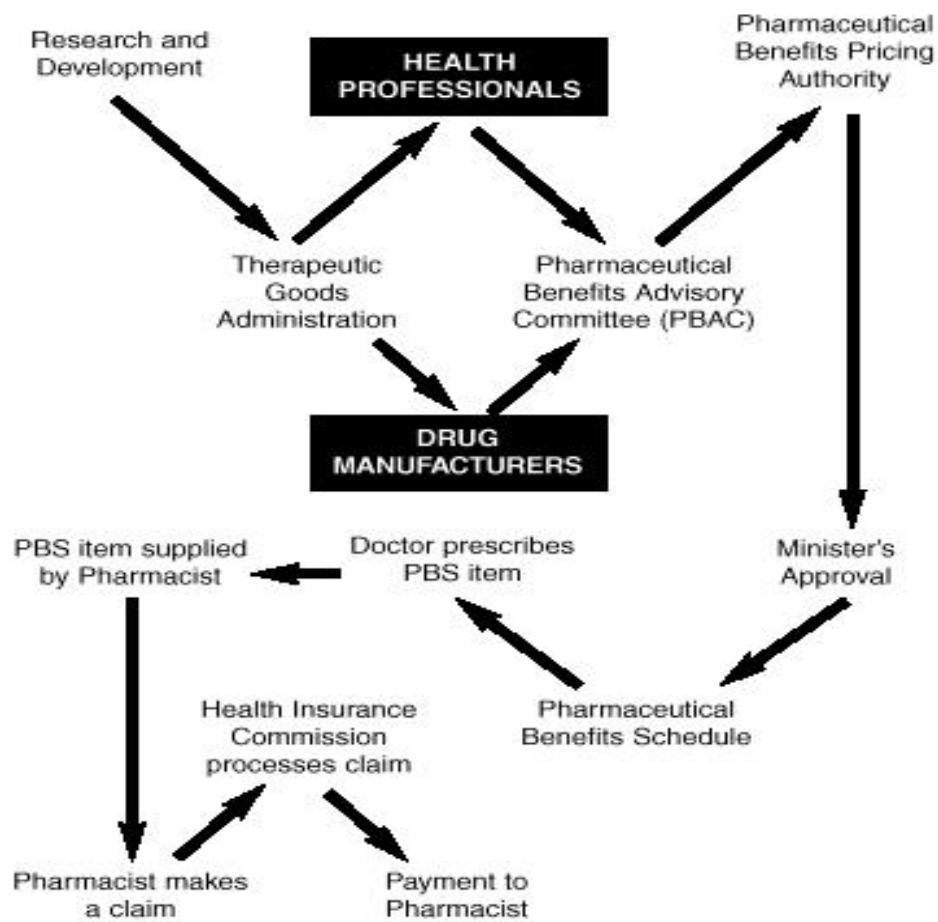 Research and
Development
HEALTH
PROFESSIONALS
Pharmaceutical
Benefits Pricing
Authority
Therapeutic
Goods
Administration
Pharmaceutical
Benefits Advisory
Committee (PBAC)
DRUG
MANUFACTURERS
PBS item supplied
by Pharmacist
Doctor prescribes
PBS item
Minister's
Approval
Health Insurance
Commission
processes claim
Pharmaceutical
Benefits Schedule
Pharmacist makes
a claim
Payment to
Pharmacist